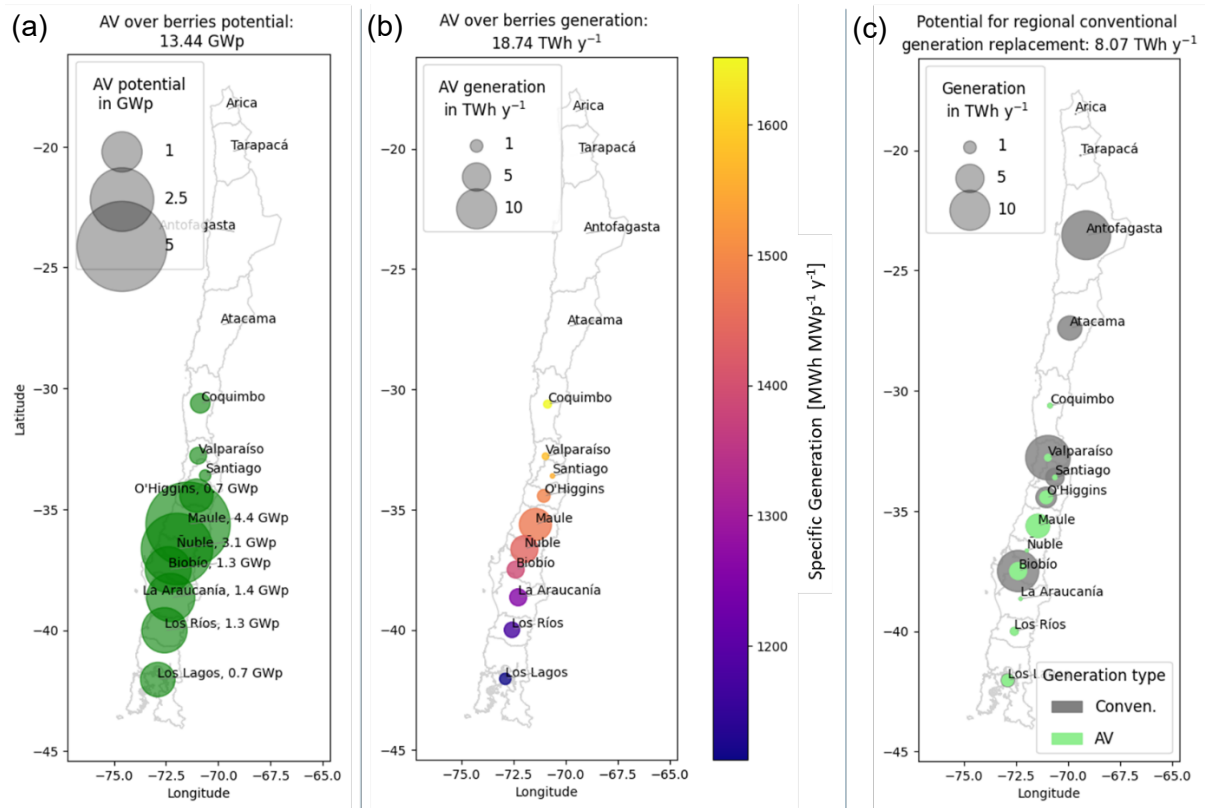 (a)
AV over berries potential:
13.44 GWp
AV potential
in GWp
1
2.5
5
Arica
Tarapacá
Antofagasta
Atacama
Coquimbo
Valparaíso
Santiago
O'Higgins, 0.7 GWp
Maule, 4.4 GWp
Ñuble, 3.1 GWp
Biobío, 1.3 GWp
La Araucanía, 1.4 GWp
Los Ríos, 1.3 GWp
Los Lagos, 0.7 GWp
−20
−25
−30
−35
−40
−45
Latitude
−75.0 −72.5 −70.0 −67.5 −65.0
Longitude
(b)
AV over berries generation:
18.74 TWh y⁻¹
AV generation
in TWh y⁻¹
1
5
10
Arica
Tarapacá
Antofagasta
Atacama
Coquimbo
Valparaíso
Santiago
O'Higgins
Maule
Ñuble
Biobío
La Araucanía
Los Ríos
Los Lagos
−20
−25
−30
−35
−40
−45
−75.0 −72.5 −70.0 −67.5 −65.0
Longitude
1600
1500
1400
1300
1200
Specific Generation [MWh MWp⁻¹ y⁻¹]
(c)
Potential for regional conventional
generation replacement: 8.07 TWh y⁻¹
Generation
in TWh y⁻¹
1
5
10
Arica
Tarapacá
Antofagasta
Atacama
Coquimbo
Valparaíso
Santiago
O'Higgins
Maule
Ñuble
Biobío
La Araucanía
Los Ríos
Los L
Generation type
Conven.
AV
−20
−25
−30
−35
−40
−45
−75.0 −72.5 −70.0 −67.5 −65.0
Longitude